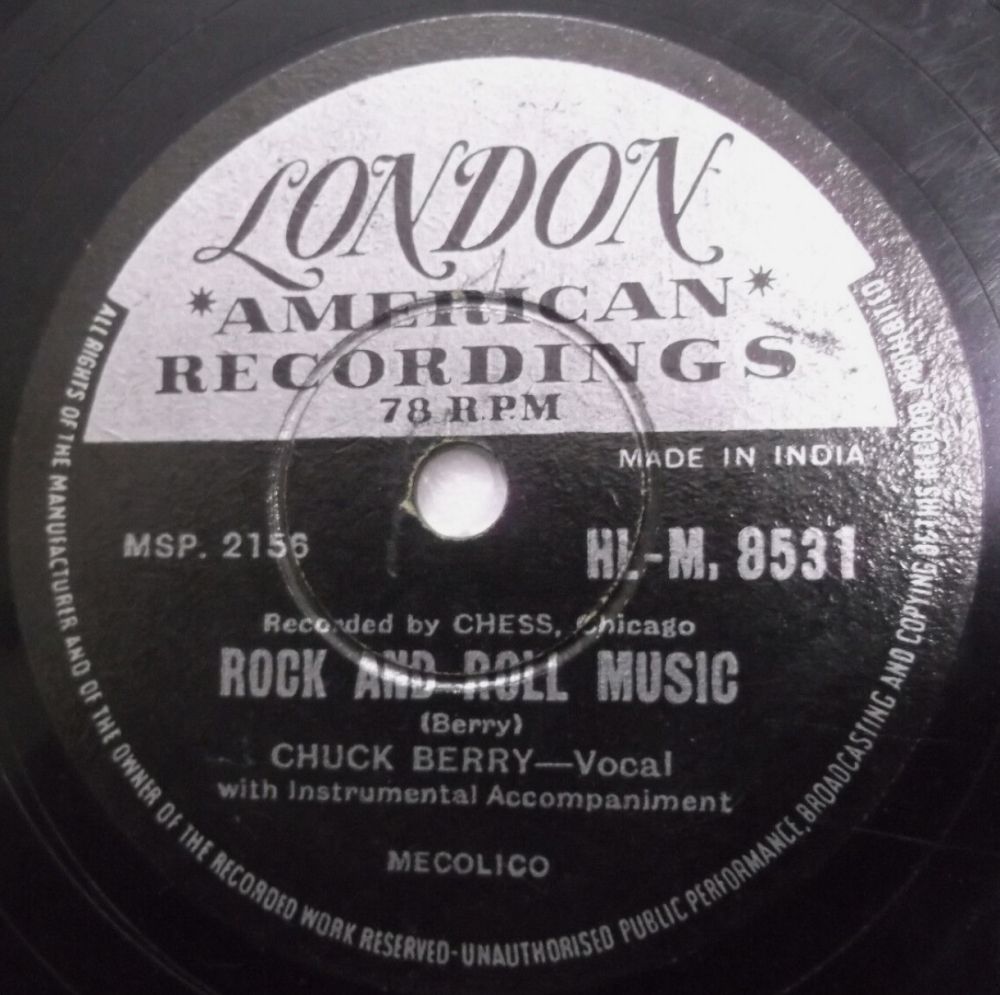 LONDON
*AMERICAN*
RECORDINGS
78 R.P.M
MADE IN INDIA
MSP. 2156
HL-M. 8531
Recorded by CHESS, Chicago
ROCK AND ROLL MUSIC
(Berry)
CHUCK BERRY—Vocal
with Instrumental Accompaniment
MECOLICO
ALL RIGHTS OF THE MANUFACTURER AND OF THE OWNER OF THE RECORDED WORK RESERVED-UNAUTHORISED PUBLIC PERFORMANCE, BROADCASTING AND COPYING OF THIS RECORD PROHIBITED